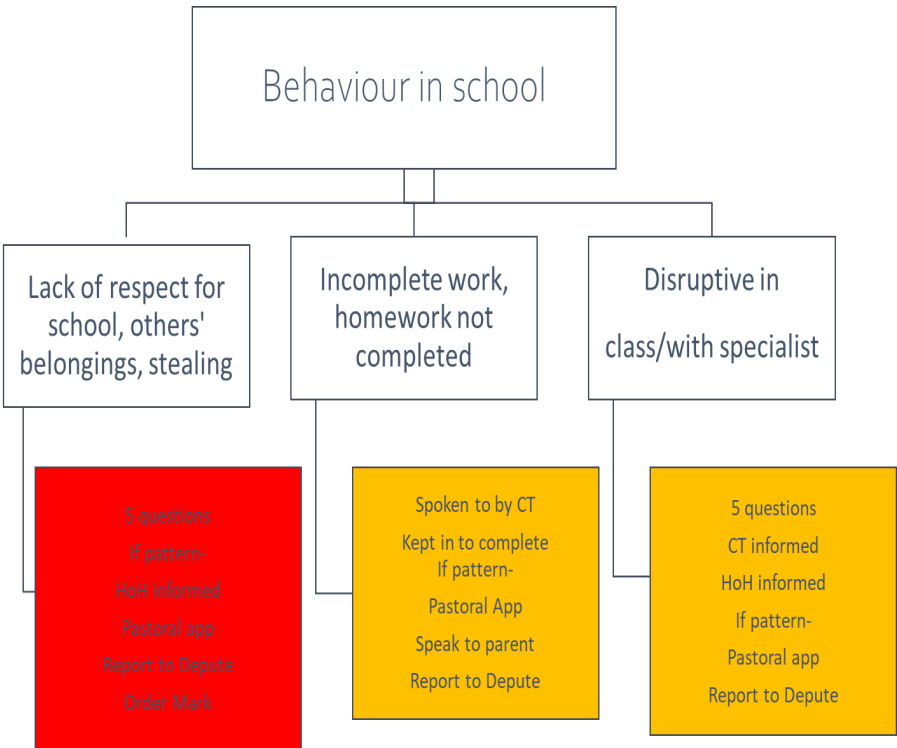 Behaviour in school
Lack of respect for
school, others'
belongings, stealing
Incomplete work,
homework not
completed
Disruptive in
class/with specialist
5 questions
If pattern-
HoH informed
Pastoral app
Report to Depute
Order Mark
Spoken to by CT
Kept in to complete
If pattern-
Pastoral App
Speak to parent
Report to Depute
5 questions
CT informed
HoH informed
If pattern-
Pastoral app
Report to Depute